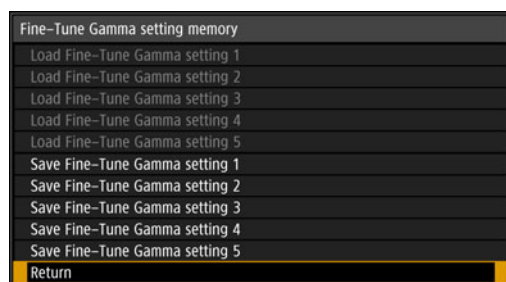 Fine-Tune Gamma setting memory
Load Fine-Tune Gamma setting 1
Load Fine-Tune Gamma setting 2
Load Fine-Tune Gamma setting 3
Load Fine-Tune Gamma setting 4
Load Fine-Tune Gamma setting 5
Save Fine-Tune Gamma setting 1
Save Fine-Tune Gamma setting 2
Save Fine-Tune Gamma setting 3
Save Fine-Tune Gamma setting 4
Save Fine-Tune Gamma setting 5
Return